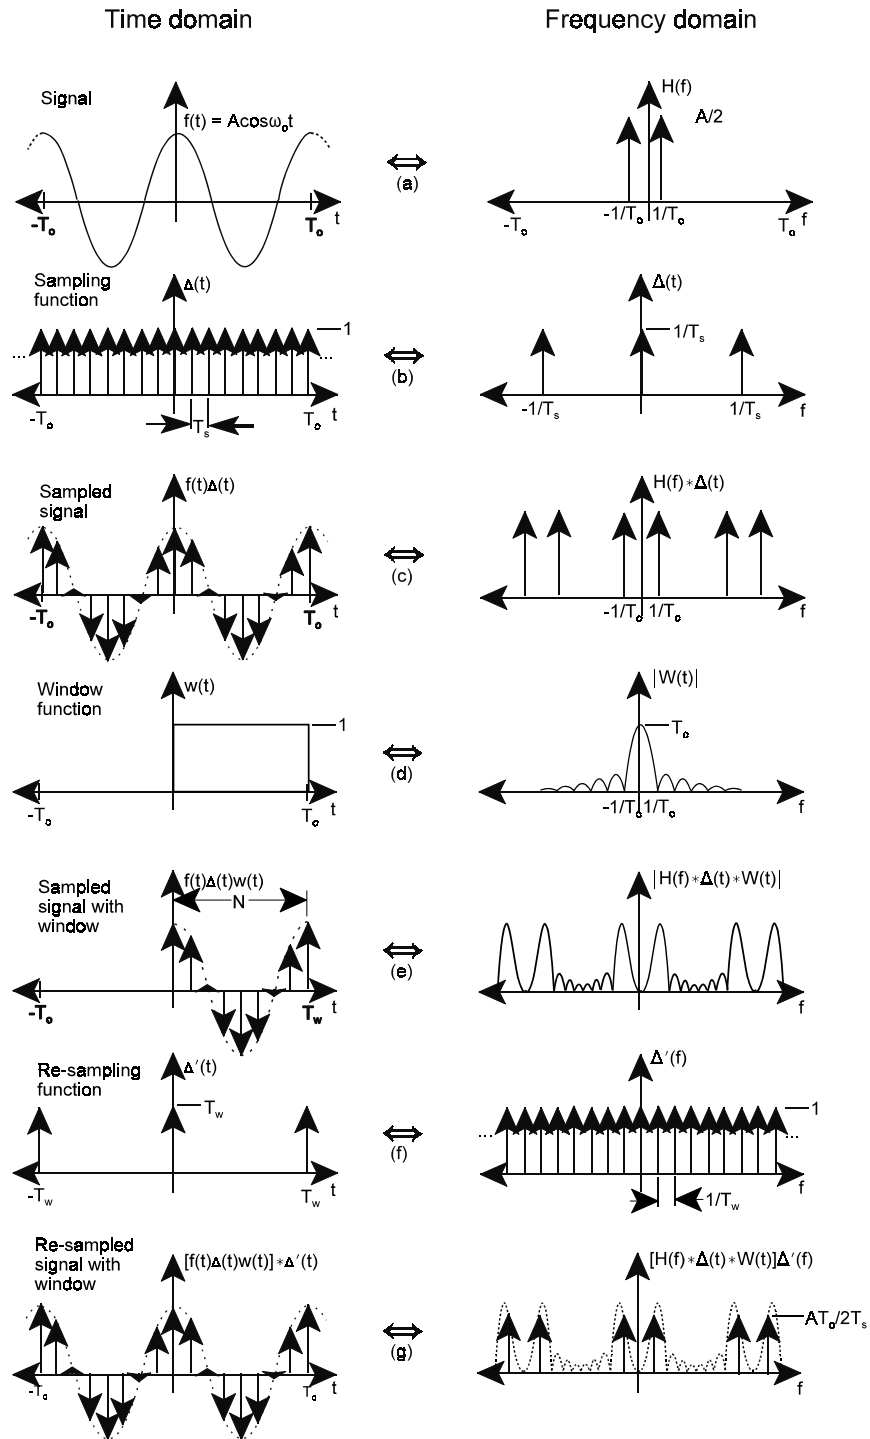 Time domain
Frequency domain
Signal
f(t) = Acosω₀t
-T₀
T₀
t
(a)
H(f)
A/2
-T₀
-1/T₀
1/T₀
T₀
f
Sampling
function
Δ(t)
1
...
...
-T₀
T₀
t
Tₛ
(b)
Δ(t)
1/Tₛ
-1/Tₛ
1/Tₛ
f
Sampled
signal
f(t)Δ(t)
-T₀
T₀
t
(c)
H(f)*Δ(t)
-1/T₀
1/T₀
f
Window
function
w(t)
1
-T₀
T₀
t
(d)
|W(t)|
T₀
-1/T₀
1/T₀
f
Sampled
signal with
window
f(t)Δ(t)w(t)
N
-T₀
T_w
t
(e)
|H(f)*Δ(t)*W(t)|
f
Re-sampling
function
Δ′(t)
T_w
-T_w
T_w
t
(f)
Δ′(f)
1
...
...
1/T_w
f
Re-sampled
signal with
window
[f(t)Δ(t)w(t)]*Δ′(t)
-T₀
T₀
t
(g)
[H(f)*Δ(t)*W(t)]Δ′(f)
AT₀/2Tₛ
f